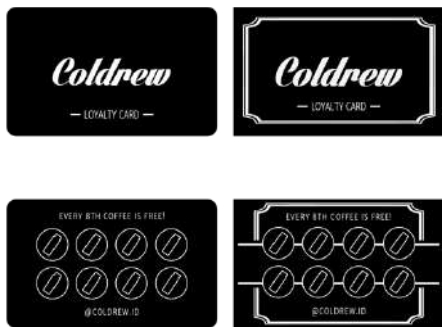 Coldrew
— LOYALTY CARD —
Coldrew
— LOYALTY CARD —
EVERY 8TH COFFEE IS FREE!
@COLDREW.ID
EVERY 8TH COFFEE IS FREE!
@COLDREW.ID